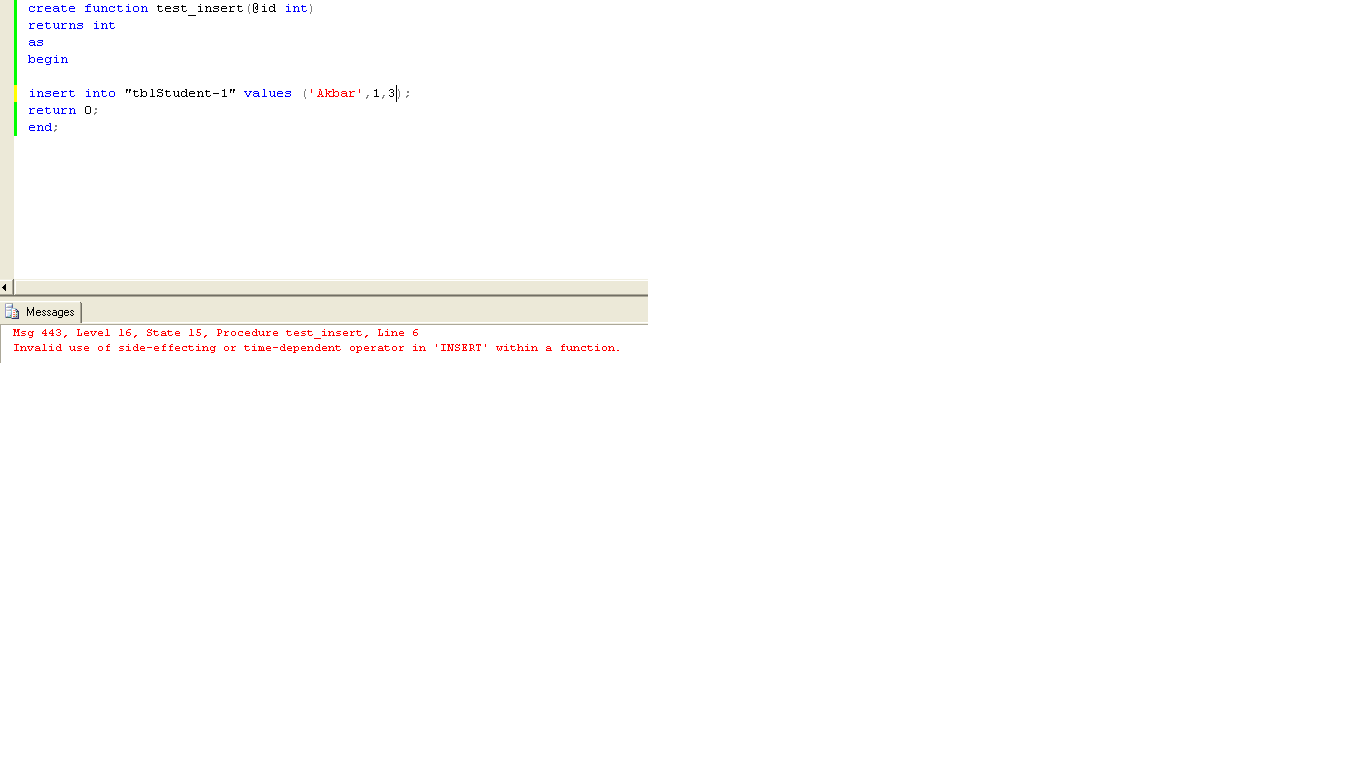 create function test_insert(@id int)
returns int
as
begin
insert into "tblStudent-1" values ('Akbar',1,3);
return 0;
end;
Messages
Msg 443, Level 16, State 15, Procedure test_insert, Line 6
Invalid use of side-effecting or time-dependent operator in 'INSERT' within a function.